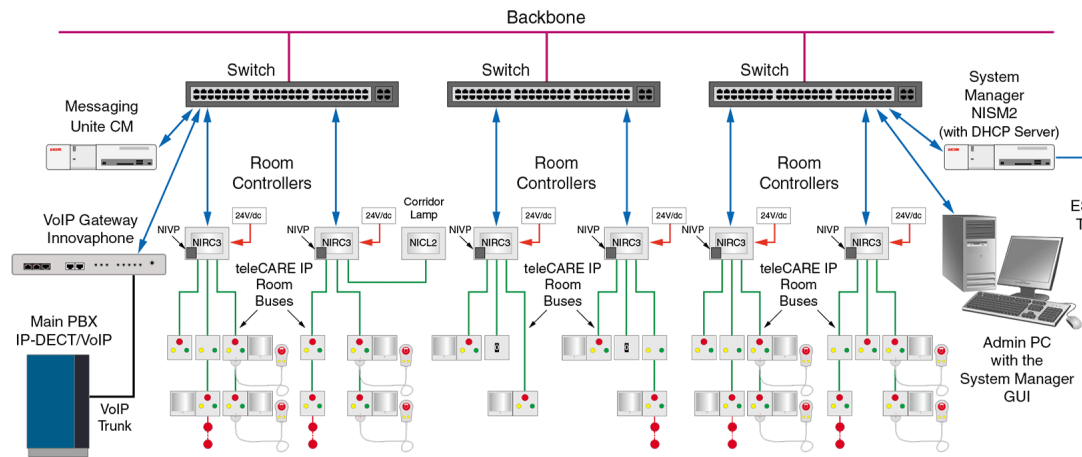 Backbone
Switch
Switch
Switch
Messaging
Unite CM
System
Manager
NISM2
(with DHCP Server)
Room
Controllers
Room
Controllers
Room
Controllers
VoIP Gateway
Innovaphone
Corridor
Lamp
24V/dc
24V/dc
24V/dc
24V/dc
24V/dc
24V/dc
NIVP
NIRC3
NIVP
NIRC3
NICL2
NIVP
NIRC3
NIRC3
NIVP
NIRC3
NIRC3
teleCARE IP
Room
Buses
teleCARE IP
Room
Buses
teleCARE IP
Room
Buses
Main PBX
IP-DECT/VoIP
VoIP
Trunk
Admin PC
with the
System Manager
GUI